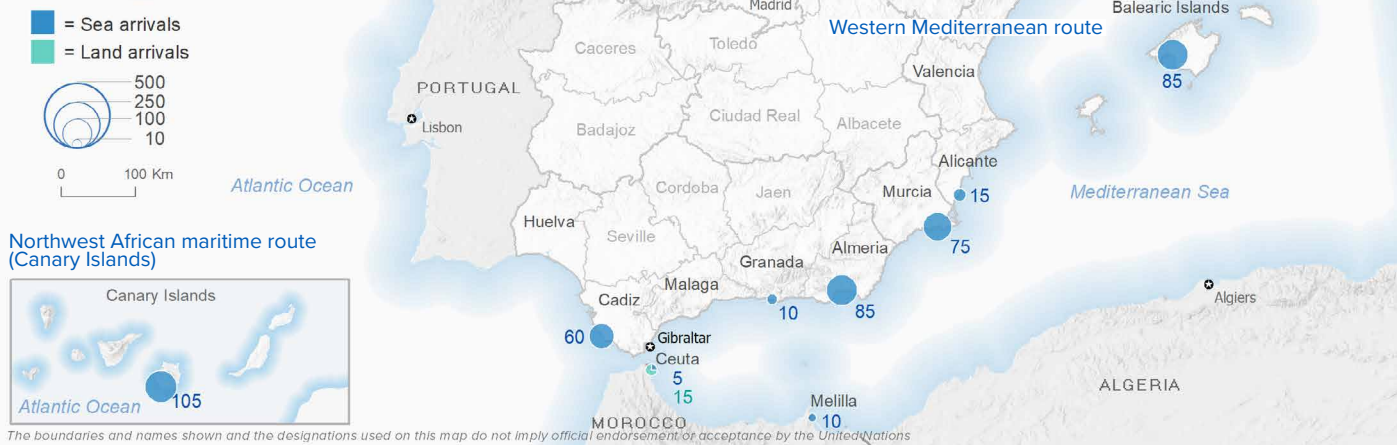 Madrid
Balearic Islands
= Sea arrivals
Western Mediterranean route
= Land arrivals
Caceres
Toledo
Valencia
85
500
250
100
10
PORTUGAL
Lisbon
Badajoz
Ciudad Real
Albacete
0 100 Km
Atlantic Ocean
Alicante
15
Cordoba
Jaen
Murcia
Mediterranean Sea
Huelva
Seville
75
Northwest African maritime route
(Canary Islands)
Almeria
Granada
Malaga
Canary Islands
Cadiz
10
85
Algiers
60
Gibraltar
Ceuta
5
15
ALGERIA
105
Atlantic Ocean
Melilla
10
MOROCCO
The boundaries and names shown and the designations used on this map do not imply official endorsement or acceptance by the United Nations